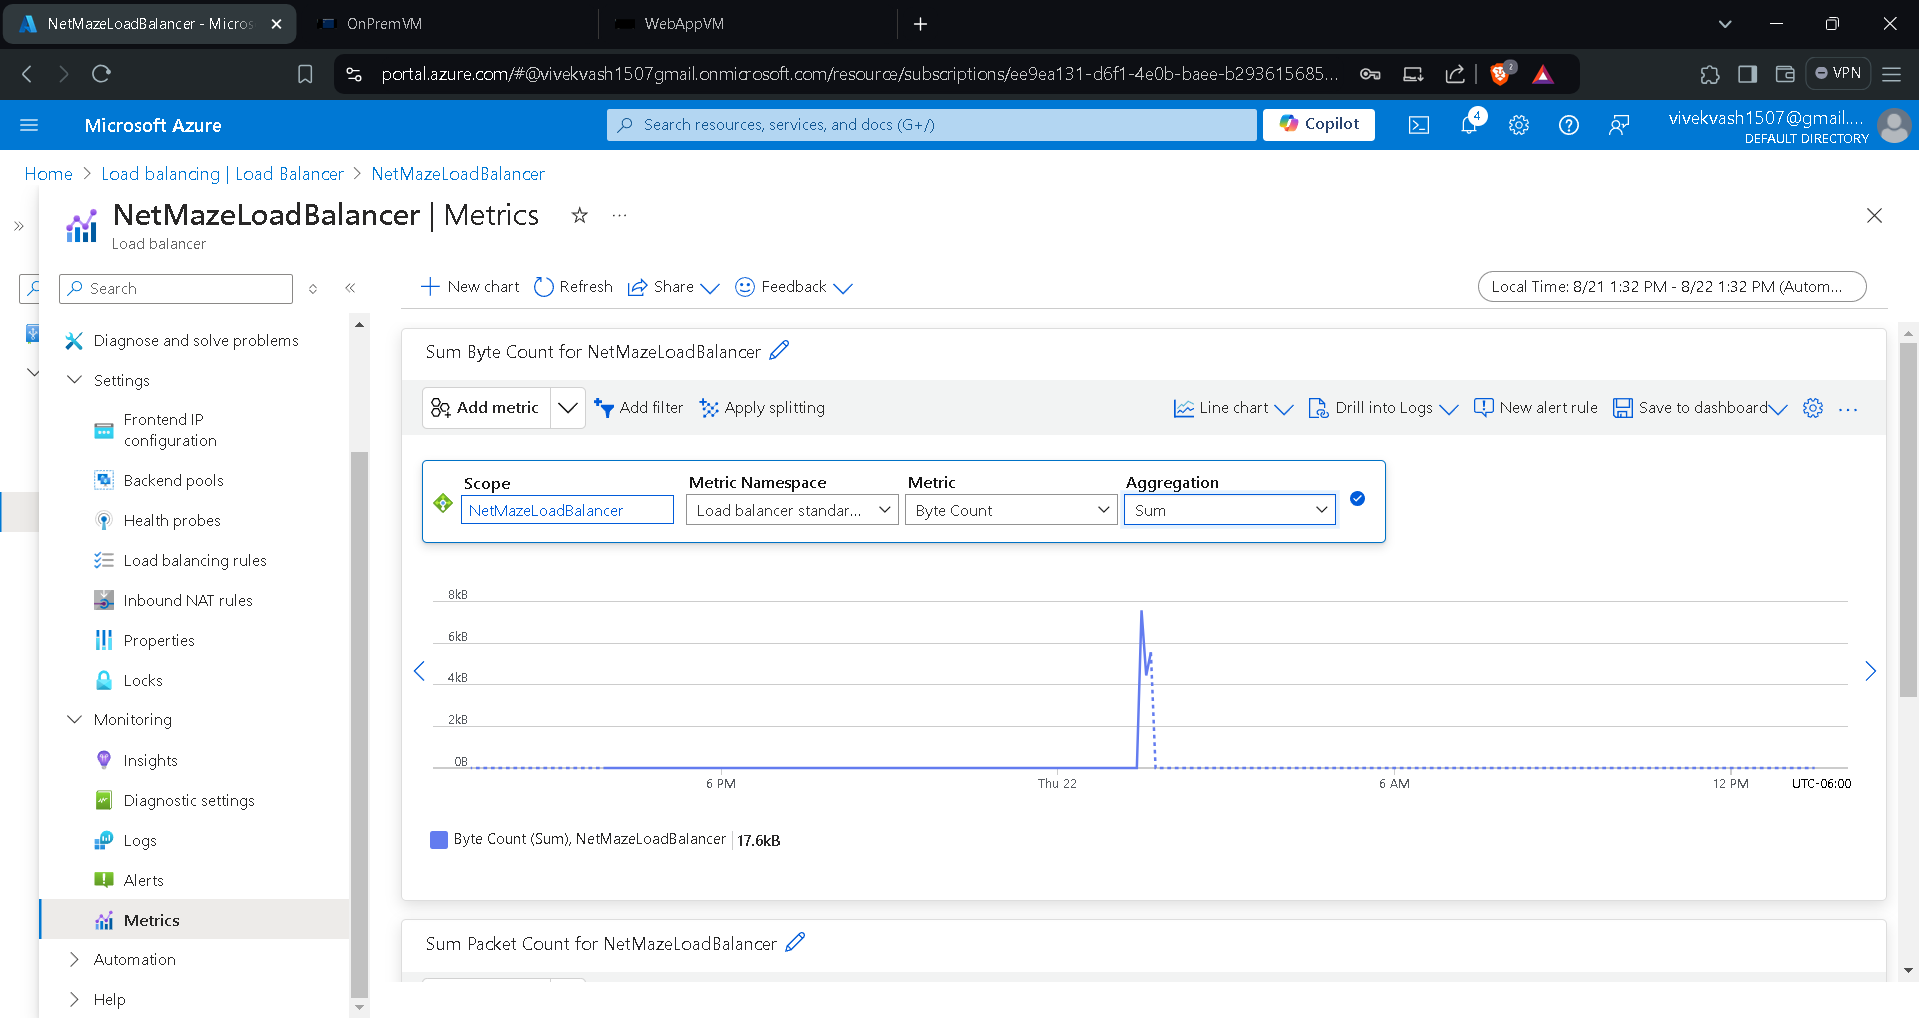 NetMazeLoadBalancer - Micros
OnPremVM
WebAppVM
portal.azure.com/#@vivekvash1507gmail.onmicrosoft.com/resource/subscriptions/ee9ea131-d6f1-4e0b-baee-b293615685...
2
VPN
Microsoft Azure
Search resources, services, and docs (G+/)
Copilot
4
vivekvash1507@gmail....
DEFAULT DIRECTORY
Home > Load balancing | Load Balancer > NetMazeLoadBalancer
NetMazeLoadBalancer | Metrics
Load balancer
Search
New chart
Refresh
Share
Feedback
Local Time: 8/21 1:32 PM - 8/22 1:32 PM (Autom...
Diagnose and solve problems
Settings
Frontend IP
configuration
Backend pools
Health probes
Load balancing rules
Inbound NAT rules
Properties
Locks
Monitoring
Insights
Diagnostic settings
Logs
Alerts
Metrics
Automation
Help
Sum Byte Count for NetMazeLoadBalancer
Add metric
Add filter
Apply splitting
Line chart
Drill into Logs
New alert rule
Save to dashboard
Scope
Metric Namespace
Metric
Aggregation
NetMazeLoadBalancer
Load balancer standar...
Byte Count
Sum
8kB
6kB
4kB
2kB
0B
6 PM
Thu 22
6 AM
12 PM
UTC-06:00
Byte Count (Sum), NetMazeLoadBalancer
17.6kB
Sum Packet Count for NetMazeLoadBalancer